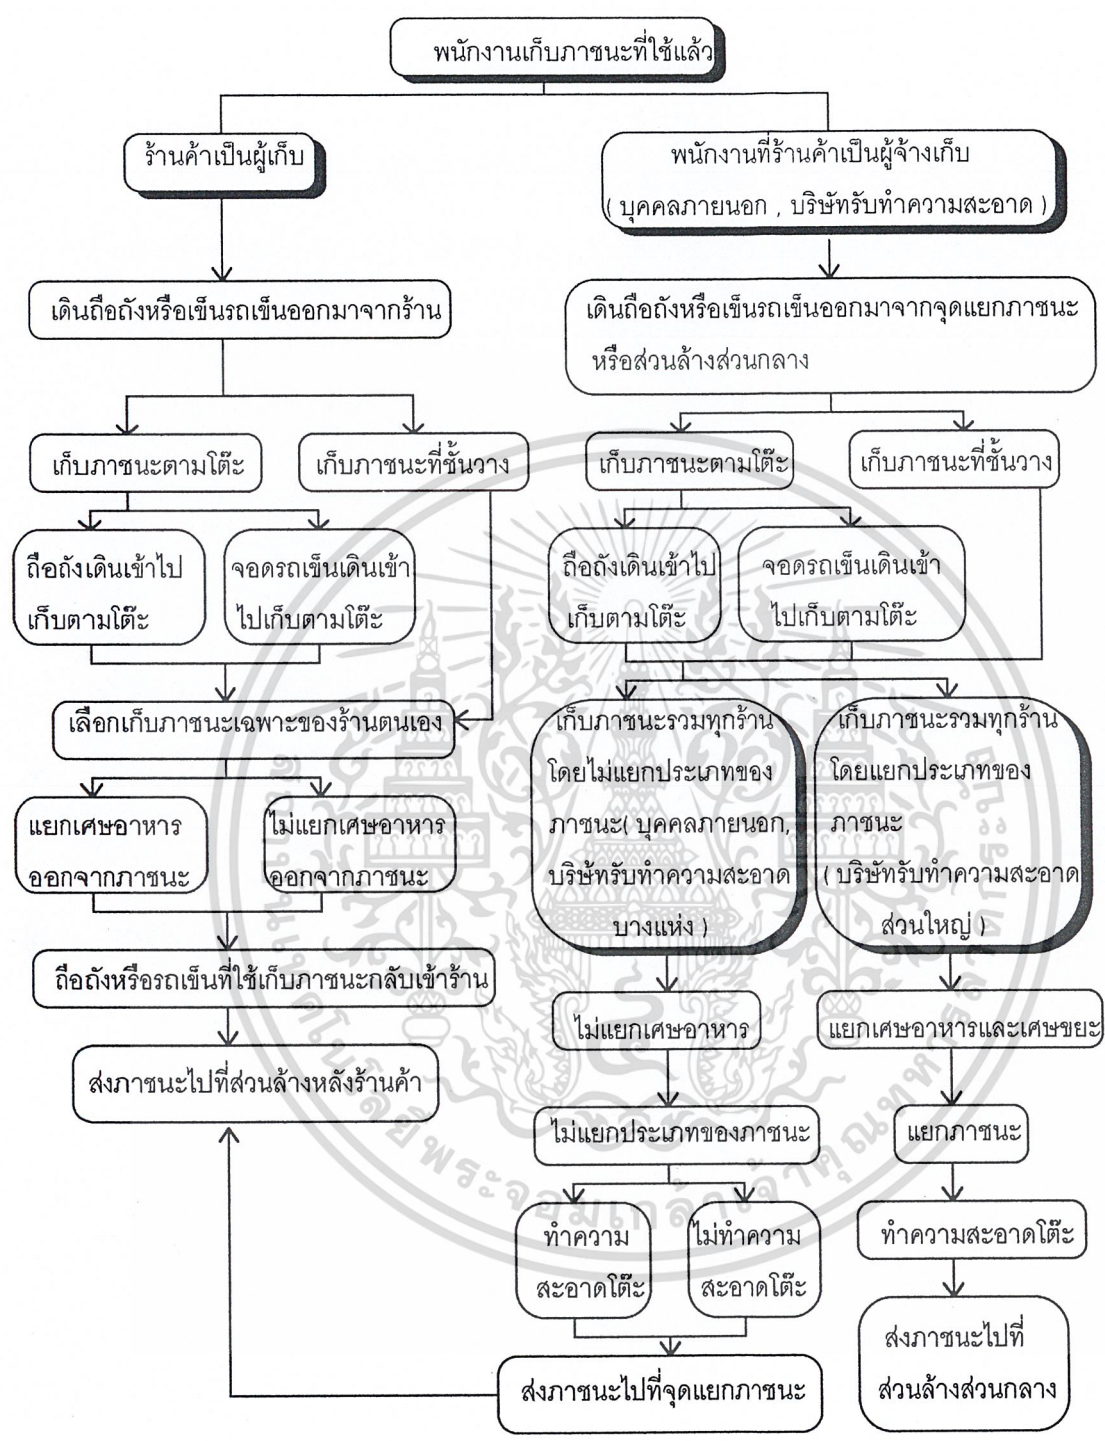 พนักงานเก็บภาชนะที่ใช้แล้ว
ร้านค้าเป็นผู้เก็บ
พนักงานที่ร้านค้าเป็นผู้จ้างเก็บ
( บุคคลภายนอก , บริษัทรับทำความสะอาด )
เดินถือถังหรือเข็นรถเข็นออกมาจากร้าน
เดินถือถังหรือเข็นรถเข็นออกมาจากจุดแยกภาชนะ
หรือส่วนล้างส่วนกลาง
เก็บภาชนะตามโต๊ะ
เก็บภาชนะที่ชั้นวาง
เก็บภาชนะตามโต๊ะ
เก็บภาชนะที่ชั้นวาง
ถือถังเดินเข้าไป
เก็บตามโต๊ะ
จอดรถเข็นเดินเข้า
ไปเก็บตามโต๊ะ
ถือถังเดินเข้าไป
เก็บตามโต๊ะ
จอดรถเข็นเดินเข้า
ไปเก็บตามโต๊ะ
เลือกเก็บภาชนะเฉพาะของร้านตนเอง
เก็บภาชนะรวมทุกร้าน
โดยไม่แยกประเภทของ
ภาชนะ( บุคคลภายนอก,
บริษัทรับทำความสะอาด
บางแห่ง )
เก็บภาชนะรวมทุกร้าน
โดยแยกประเภทของ
ภาชนะ
( บริษัทรับทำความสะอาด
ส่วนใหญ่ )
แยกเศษอาหาร
ออกจากภาชนะ
ไม่แยกเศษอาหาร
ออกจากภาชนะ
ถือถังหรือรถเข็นที่ใช้เก็บภาชนะกลับเข้าร้าน
ไม่แยกเศษอาหาร
แยกเศษอาหารและเศษขยะ
ส่งภาชนะไปที่ส่วนล้างหลังร้านค้า
ไม่แยกประเภทของภาชนะ
แยกภาชนะ
ทำความ
สะอาดโต๊ะ
ไม่ทำความ
สะอาดโต๊ะ
ทำความสะอาดโต๊ะ
ส่งภาชนะไปที่จุดแยกภาชนะ
ส่งภาชนะไปที่
ส่วนล้างส่วนกลาง